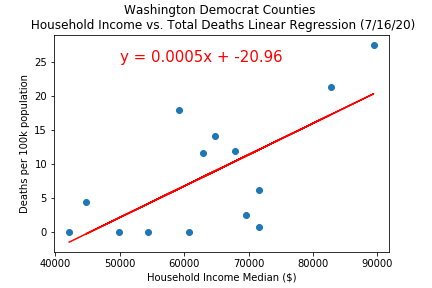 Washington Democrat Counties
Household Income vs. Total Deaths Linear Regression (7/16/20)
y = 0.0005x + -20.96
Deaths per 100k population
25
20
15
10
5
0
40000 50000 60000 70000 80000 90000
Household Income Median ($)